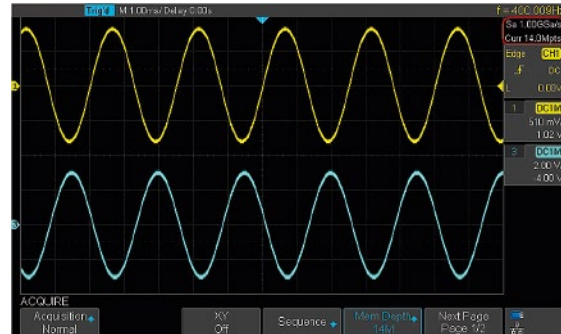 Trig'd M 1.00ms/ Delay 0.00s
f = 400.009Hz
Sa 1.00GSa/s
Curr 14.0Mpts
Edge CH1
DC
L 0.00V
1 DC1M
510 mV/
1.02 V
3 DC1M
2.00 V/
-4.00 V
ACQUIRE
Acquisition Normal
XY Off
Sequence
Mem Depth 14M
Next Page Page 1/2